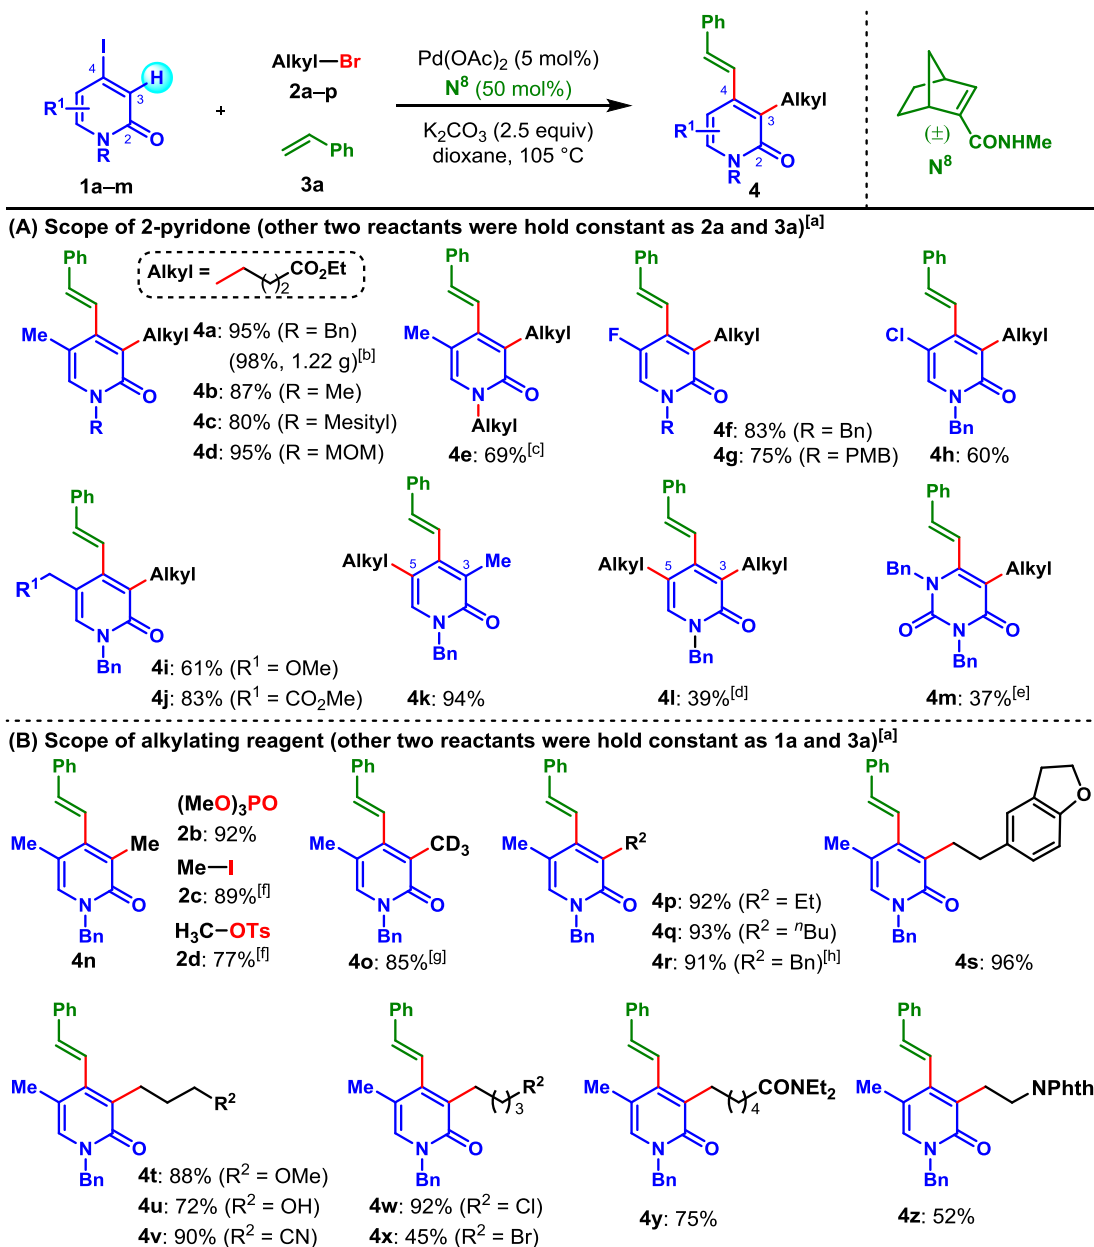 I
4
H
3
R1
2
O
N
R
1a–m
+
Alkyl–Br
2a–p
Ph
3a
Pd(OAc)2 (5 mol%)
N8 (50 mol%)
K2CO3 (2.5 equiv)
dioxane, 105 °C
Ph
4
Alkyl
3
R1
2
N
O
R
4
(±)
CONHMe
N8
(A) Scope of 2-pyridone (other two reactants were hold constant as 2a and 3a)[a]
Ph
Alkyl =
( )2
CO2Et
Me
Alkyl
N
O
R
4a: 95% (R = Bn)
(98%, 1.22 g)[b]
4b: 87% (R = Me)
4c: 80% (R = Mesityl)
4d: 95% (R = MOM)
Ph
Me
Alkyl
N
O
Alkyl
4e: 69%[c]
Ph
F
Alkyl
N
O
R
4f: 83% (R = Bn)
4g: 75% (R = PMB)
Ph
Cl
Alkyl
N
O
Bn
4h: 60%
Ph
R1
Alkyl
N
O
Bn
4i: 61% (R1 = OMe)
4j: 83% (R1 = CO2Me)
Ph
Alkyl
5
3
Me
N
O
Bn
4k: 94%
Ph
Alkyl
5
3
Alkyl
N
O
Bn
4l: 39%[d]
Ph
Bn
N
Alkyl
O
N
O
Bn
4m: 37%[e]
(B) Scope of alkylating reagent (other two reactants were hold constant as 1a and 3a)[a]
Ph
Me
Me
N
O
Bn
4n
(MeO)3PO
2b: 92%
Me–I
2c: 89%[f]
H3C–OTs
2d: 77%[f]
Ph
Me
CD3
N
O
Bn
4o: 85%[g]
Ph
Me
R2
N
O
Bn
4p: 92% (R2 = Et)
4q: 93% (R2 = nBu)
4r: 91% (R2 = Bn)[h]
Ph
O
Me
N
O
Bn
4s: 96%
Ph
Me
R2
N
O
Bn
4t: 88% (R2 = OMe)
4u: 72% (R2 = OH)
4v: 90% (R2 = CN)
Ph
Me
R2
( )3
N
O
Bn
4w: 92% (R2 = Cl)
4x: 45% (R2 = Br)
Ph
Me
( )4
CONEt2
N
O
Bn
4y: 75%
Ph
Me
NPhth
N
O
Bn
4z: 52%